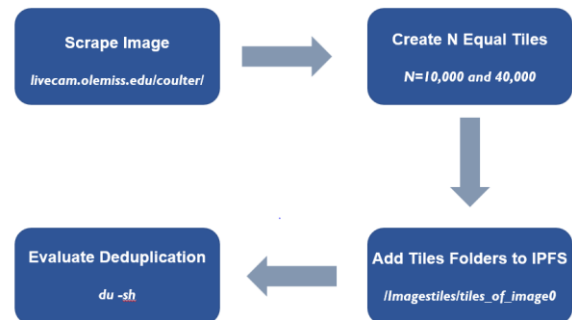 Scrape Image
livecam.olemiss.edu/coulter/
Create N Equal Tiles
N=10,000 and 40,000
Add Tiles Folders to IPFS
/Imagestiles/tiles_of_image0
Evaluate Deduplication
du -sh